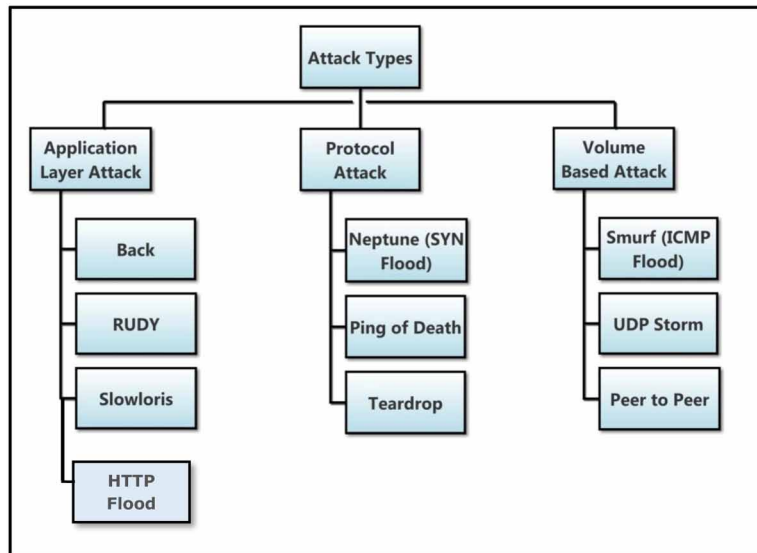 Attack Types
Application
Layer Attack
Protocol
Attack
Volume
Based Attack
Back
RUDY
Slowloris
HTTP
Flood
Neptune (SYN
Flood)
Ping of Death
Teardrop
Smurf (ICMP
Flood)
UDP Storm
Peer to Peer